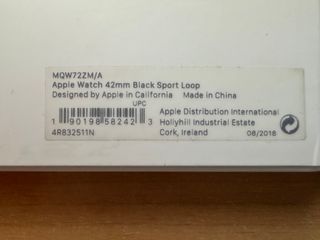 MQW72ZM/A
Apple Watch 42mm Black Sport Loop
Designed by Apple in California Made in China
UPC
1 90198 58242 3
4R832511N
Apple Distribution International
Hollyhill Industrial Estate
Cork, Ireland 08/2018